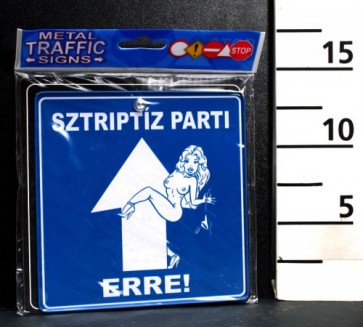 METAL
TRAFFIC
SIGNS
STOP
SZTRIPTÍZ PARTI
ERRE!
15
10
5